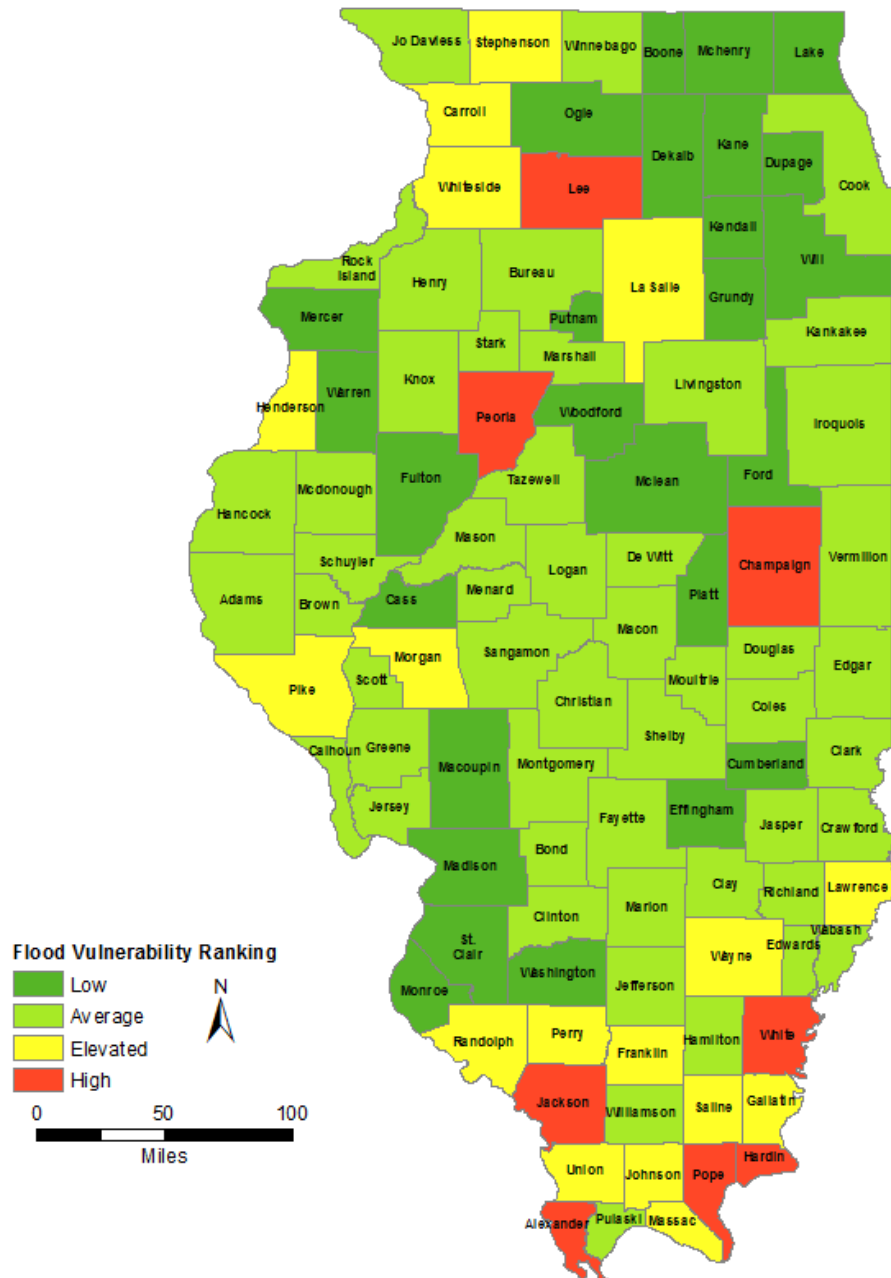 Jo Daviess
Stephenson
Winnebago
Boone
Mchenry
Lake
Carroll
Ogle
Dekalb
Kane
Dupage
Cook
Whiteside
Lee
Kendall
Will
Rock
Island
Henry
Bureau
La Salle
Grundy
Mercer
Putnam
Kankakee
Stark
Marshall
Henderson
Warren
Knox
Peoria
Woodford
Livingston
Iroquois
Fulton
Tazewell
Mclean
Ford
Hancock
Mcdonough
Mason
Schuyler
Logan
De Witt
Champaign
Vermilion
Adams
Brown
Cass
Menard
Piatt
Macon
Douglas
Pike
Scott
Morgan
Sangamon
Christian
Moultrie
Edgar
Coles
Calhoun
Greene
Macoupin
Montgomery
Shelby
Cumberland
Clark
Jersey
Fayette
Effingham
Jasper
Crawford
Madison
Bond
Clay
Richland
Lawrence
Clinton
Marion
Wabash
St.
Clair
Washington
Jefferson
Wayne
Edwards
Monroe
Randolph
Perry
Franklin
Hamilton
White
Jackson
Williamson
Saline
Gallatin
Union
Johnson
Pope
Hardin
Alexander
Pulaski
Massac
Flood Vulnerability Ranking
Low
Average
Elevated
High
N
0 50 100
Miles